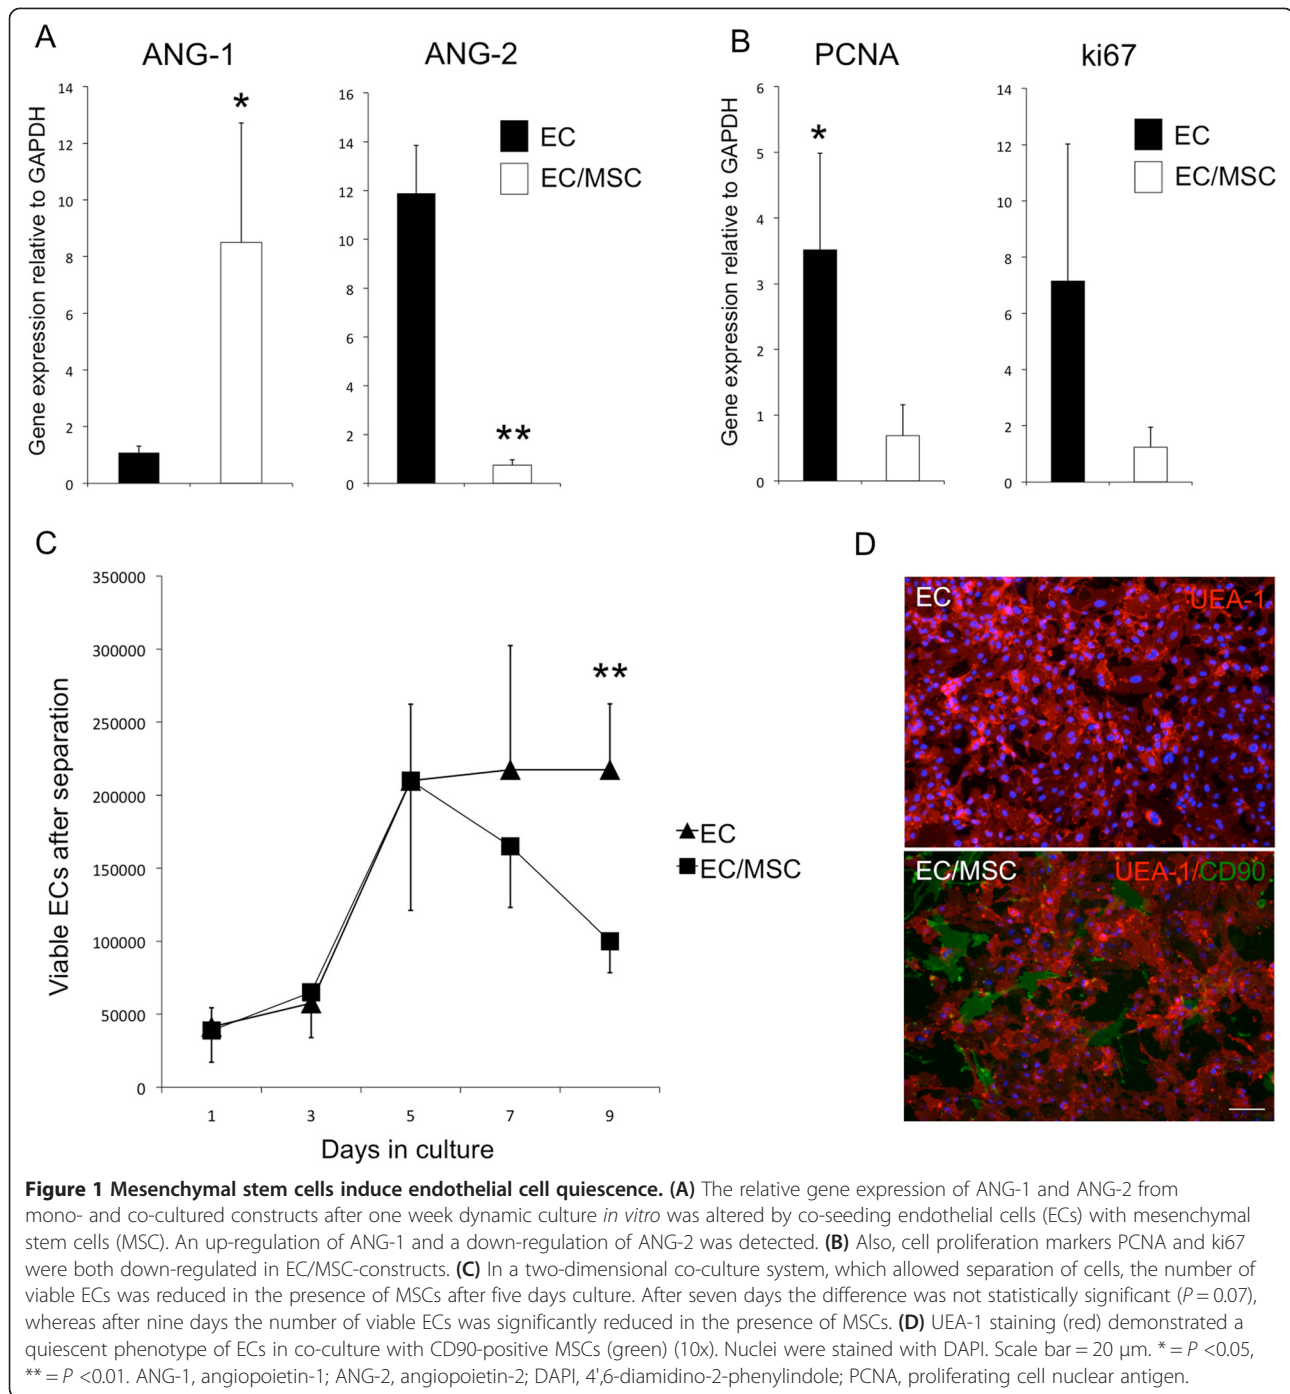 A
ANG-1
ANG-2
Gene expression relative to GAPDH
14
12
10
8
6
4
2
0
*
16
14
12
10
8
6
4
2
0
**
EC
EC/MSC
B
PCNA
ki67
Gene expression relative to GAPDH
6
5
4
3
2
1
0
*
14
12
10
8
6
4
2
0
EC
EC/MSC
C
Viable ECs after separation
350000
300000
250000
200000
150000
100000
50000
0
**
EC
EC/MSC
1 3 5 7 9
Days in culture
D
EC UEA-1
EC/MSC UEA-1/CD90
Figure 1 Mesenchymal stem cells induce endothelial cell quiescence. (A) The relative gene expression of ANG-1 and ANG-2 from
mono- and co-cultured constructs after one week dynamic culture in vitro was altered by co-seeding endothelial cells (ECs) with mesenchymal
stem cells (MSC). An up-regulation of ANG-1 and a down-regulation of ANG-2 was detected. (B) Also, cell proliferation markers PCNA and ki67
were both down-regulated in EC/MSC-constructs. (C) In a two-dimensional co-culture system, which allowed separation of cells, the number of
viable ECs was reduced in the presence of MSCs after five days culture. After seven days the difference was not statistically significant (P = 0.07),
whereas after nine days the number of viable ECs was significantly reduced in the presence of MSCs. (D) UEA-1 staining (red) demonstrated a
quiescent phenotype of ECs in co-culture with CD90-positive MSCs (green) (10x). Nuclei were stained with DAPI. Scale bar = 20 μm. * = P <0.05,
** = P <0.01. ANG-1, angiopoietin-1; ANG-2, angiopoietin-2; DAPI, 4',6-diamidino-2-phenylindole; PCNA, proliferating cell nuclear antigen.